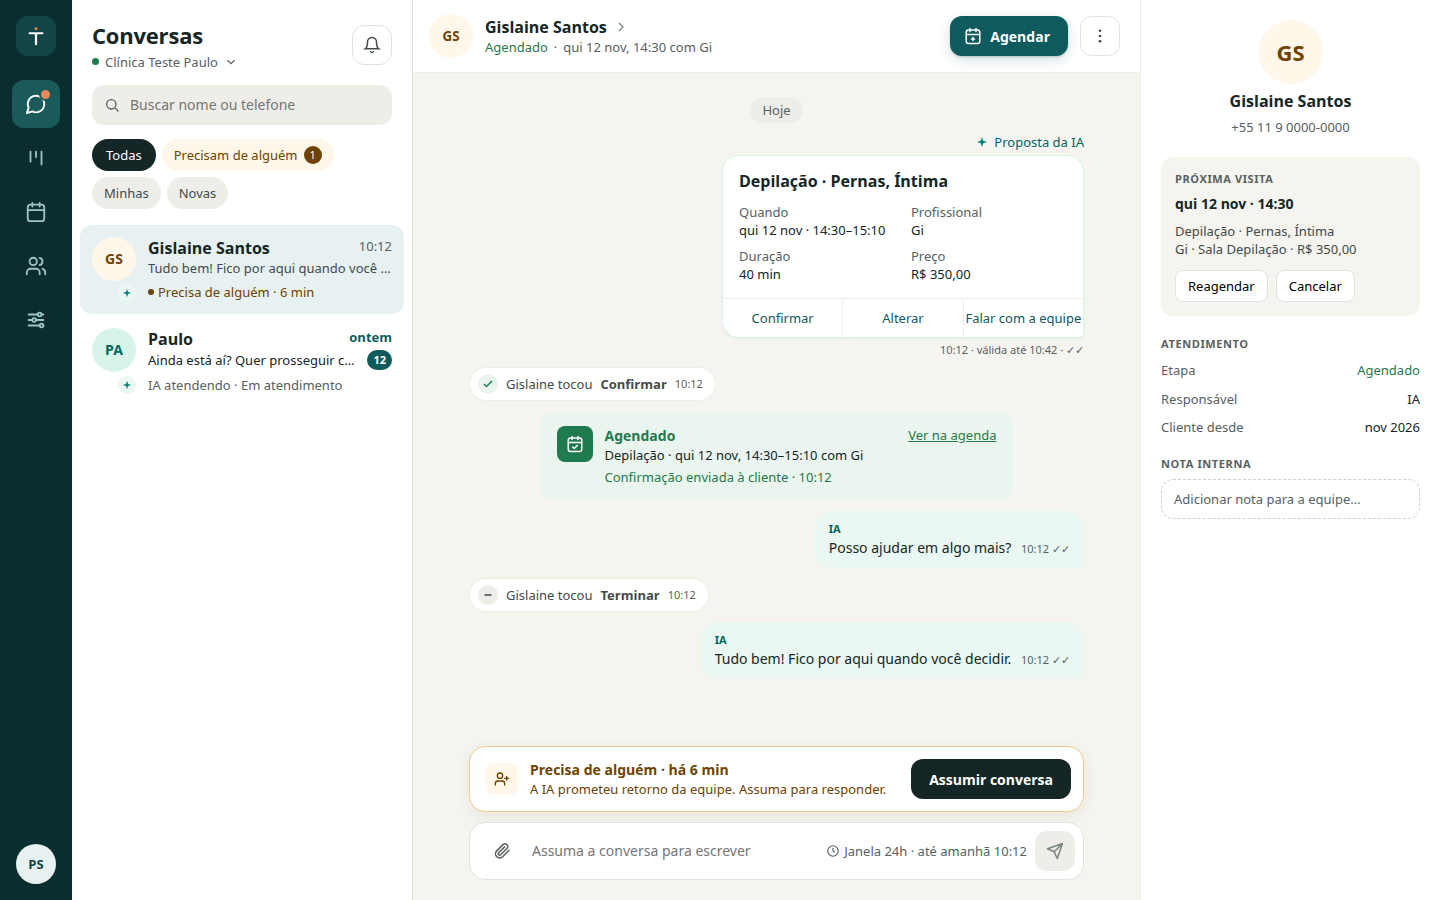 Conversas
Clínica Teste Paulo
Buscar nome ou telefone
Todas
Precisam de alguém 1
Minhas
Novas
GS
Gislaine Santos
10:12
Tudo bem! Fico por aqui quando você ...
Precisa de alguém · 6 min
PA
Paulo
ontem
Ainda está aí? Quer prosseguir c...
12
IA atendendo · Em atendimento
PS
GS
Gislaine Santos
Agendado · qui 12 nov, 14:30 com Gi
Agendar
Hoje
Proposta da IA
Depilação · Pernas, Íntima
Quando
qui 12 nov · 14:30–15:10
Profissional
Gi
Duração
40 min
Preço
R$ 350,00
Confirmar
Alterar
Falar com a equipe
10:12 · válida até 10:42 · ✓✓
Gislaine tocou Confirmar 10:12
Agendado
Ver na agenda
Depilação · qui 12 nov, 14:30–15:10 com Gi
Confirmação enviada à cliente · 10:12
IA
Posso ajudar em algo mais? 10:12 ✓✓
Gislaine tocou Terminar 10:12
IA
Tudo bem! Fico por aqui quando você decidir. 10:12 ✓✓
Precisa de alguém · há 6 min
A IA prometeu retorno da equipe. Assuma para responder.
Assumir conversa
Assuma a conversa para escrever
Janela 24h · até amanhã 10:12
GS
Gislaine Santos
+55 11 9 0000-0000
PRÓXIMA VISITA
qui 12 nov · 14:30
Depilação · Pernas, Íntima
Gi · Sala Depilação · R$ 350,00
Reagendar
Cancelar
ATENDIMENTO
Etapa
Agendado
Responsável
IA
Cliente desde
nov 2026
NOTA INTERNA
Adicionar nota para a equipe...